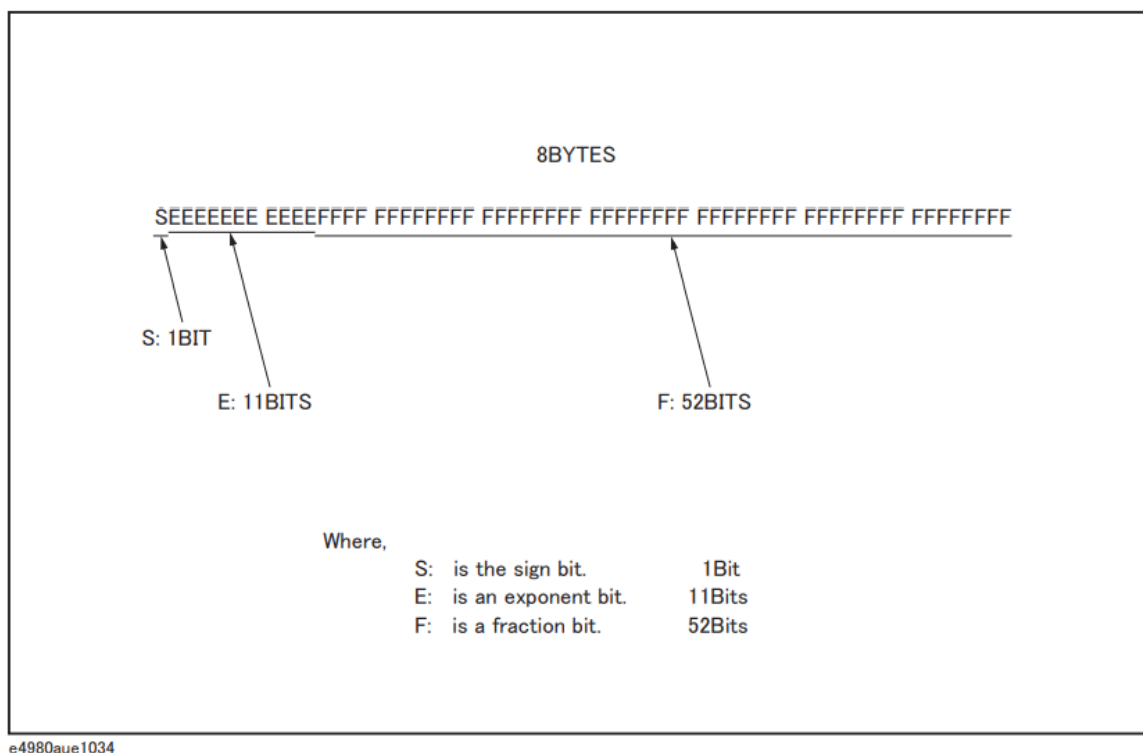 8BYTES
SEEEEEEE EEEEFFFF FFFFFFFF FFFFFFFF FFFFFFFF FFFFFFFF FFFFFFFF FFFFFFFF
S: 1BIT
E: 11BITS
F: 52BITS
Where,
S: is the sign bit. 1Bit
E: is an exponent bit. 11Bits
F: is a fraction bit. 52Bits
e4980aue1034